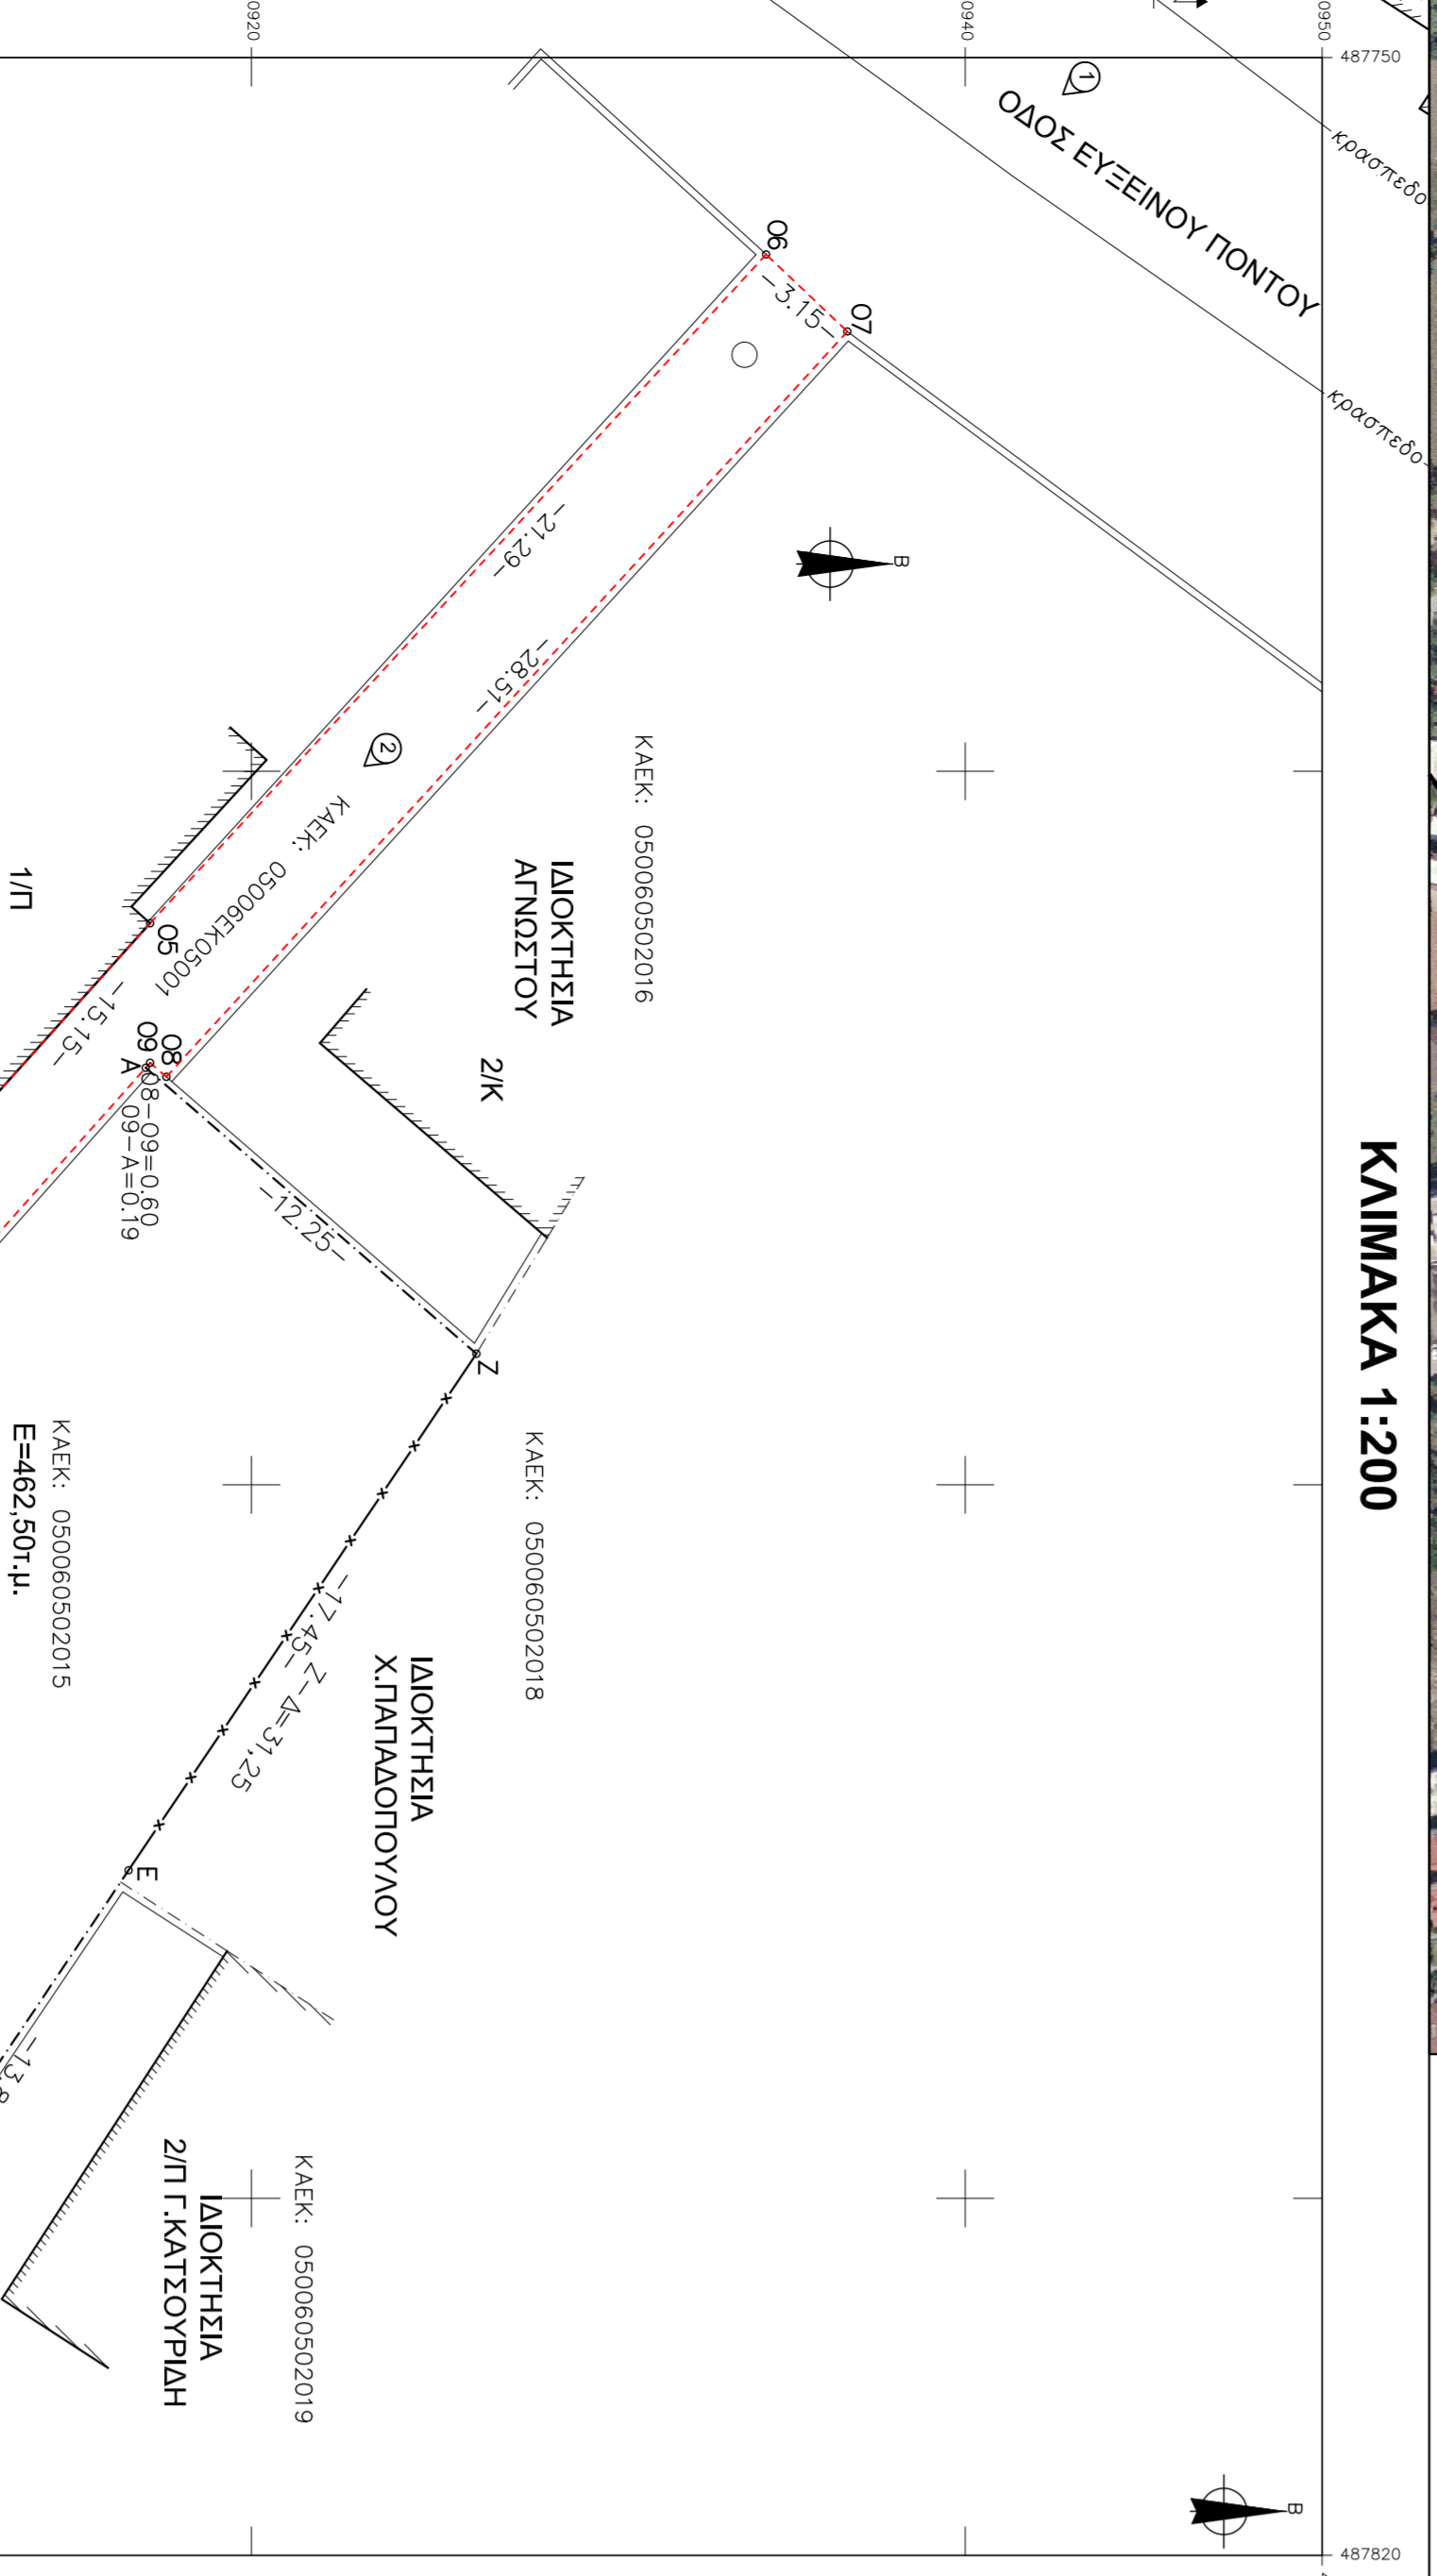 ΚΛΙΜΑΚΑ 1:200
487750
487820
0950
0940
0920
κρασπεδο
κρασπεδο
1
ΟΔΟΣ ΕΥΞΕΙΝΟΥ ΠΟΝΤΟΥ
Β
Β
06
07
-3.15-
-21.29-
-28.51-
2
ΚΑΕΚ: 05006ΕΚ0501
ΚΑΕΚ: 050060502016
ΙΔΙΟΚΤΗΣΙΑ
ΑΓΝΩΣΤΟΥ
2/Κ
1/Π
05
-15.15-
08
09
Α
08-09=0.60
09-Α=0.19
-12.25-
Ζ
ΚΑΕΚ: 050060502018
ΙΔΙΟΚΤΗΣΙΑ
Χ.ΠΑΠΑΔΟΠΟΥΛΟΥ
-17.45-
Ζ-Δ=31,25
ΚΑΕΚ: 050060502015
Ε=462,50τ.μ.
Ε
ΚΑΕΚ: 050060502019
ΙΔΙΟΚΤΗΣΙΑ
2/Π Γ.ΚΑΤΣΟΥΡΙΔΗ